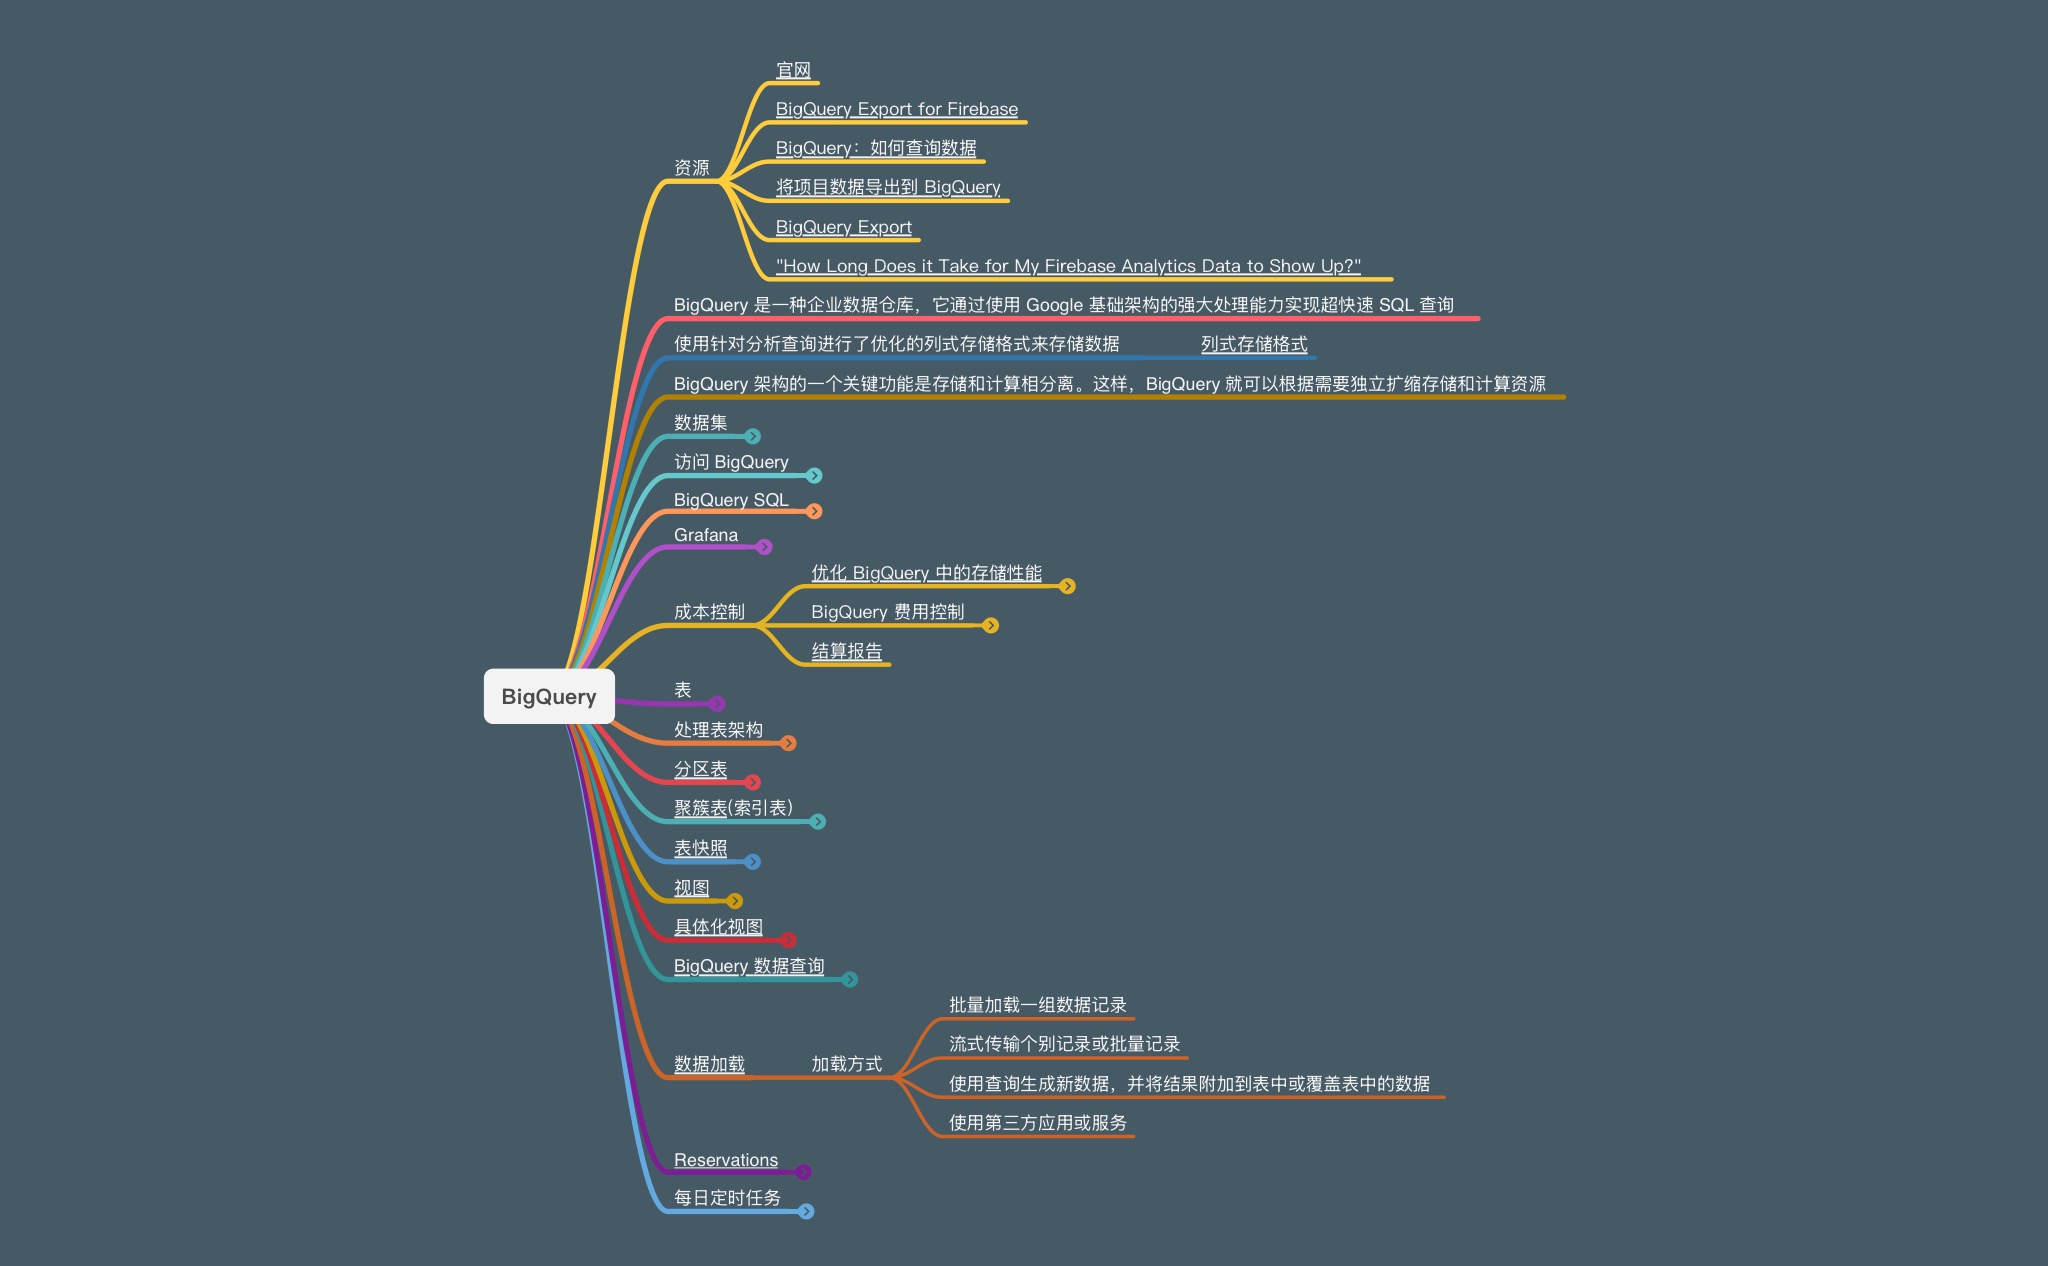 官网
BigQuery Export for Firebase
BigQuery：如何查询数据
资源
将项目数据导出到 BigQuery
BigQuery Export
"How Long Does it Take for My Firebase Analytics Data to Show Up?"
BigQuery 是一种企业数据仓库，它通过使用 Google 基础架构的强大处理能力实现超快速 SQL 查询
使用针对分析查询进行了优化的列式存储格式来存储数据 列式存储格式
BigQuery 架构的一个关键功能是存储和计算相分离。这样，BigQuery 就可以根据需要独立扩缩存储和计算资源
数据集
访问 BigQuery
BigQuery SQL
Grafana
优化 BigQuery 中的存储性能
成本控制 BigQuery 费用控制
结算报告
BigQuery
表
处理表架构
分区表
聚簇表(索引表)
表快照
视图
具体化视图
BigQuery 数据查询
批量加载一组数据记录
流式传输个别记录或批量记录
数据加载 加载方式
使用查询生成新数据，并将结果附加到表中或覆盖表中的数据
使用第三方应用或服务
Reservations
每日定时任务